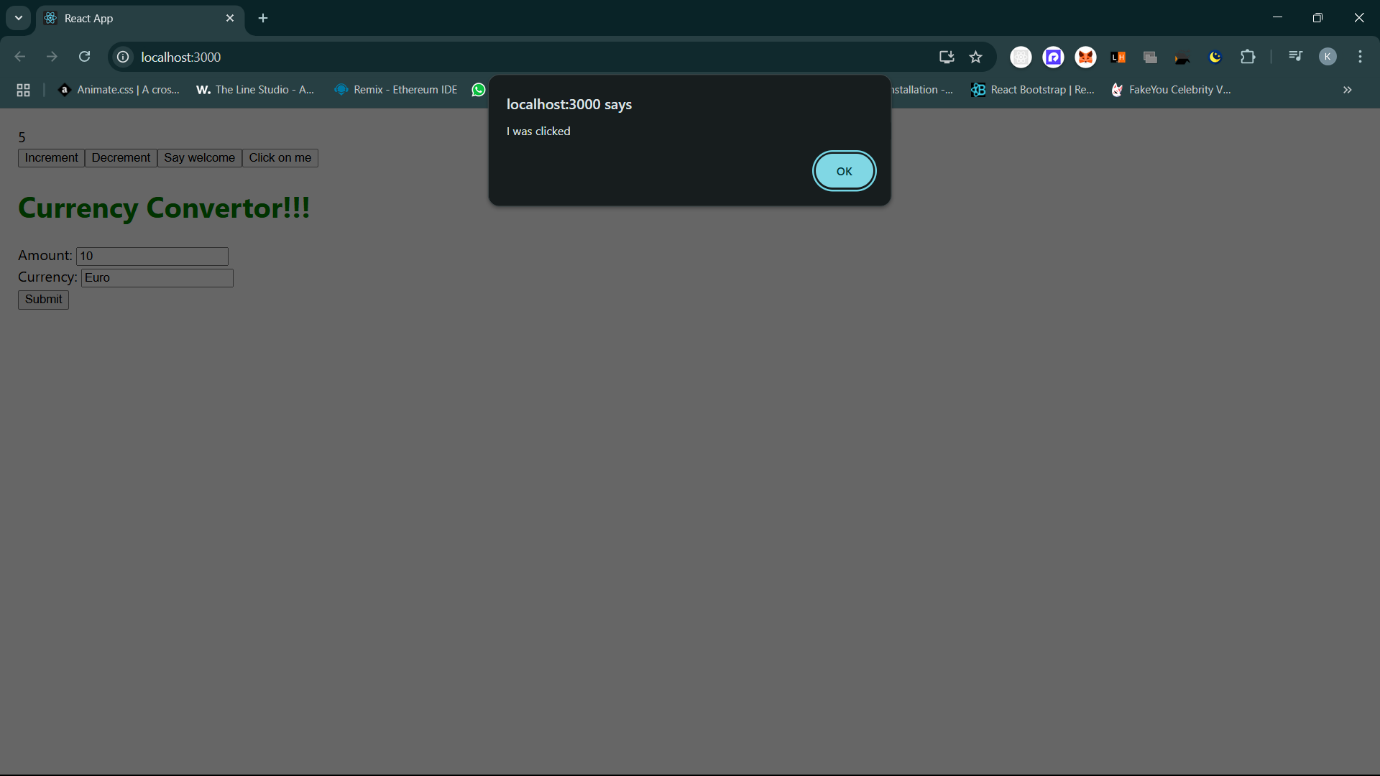 React App
localhost:3000
K
Animate.css | A cros...
W. The Line Studio - A...
Remix - Ethereum IDE
nstallation -...
React Bootstrap | Re...
FakeYou Celebrity V...
localhost:3000 says
I was clicked
OK
5
Increment Decrement Say welcome Click on me
Currency Convertor!!!
Amount: 10
Currency: Euro
Submit